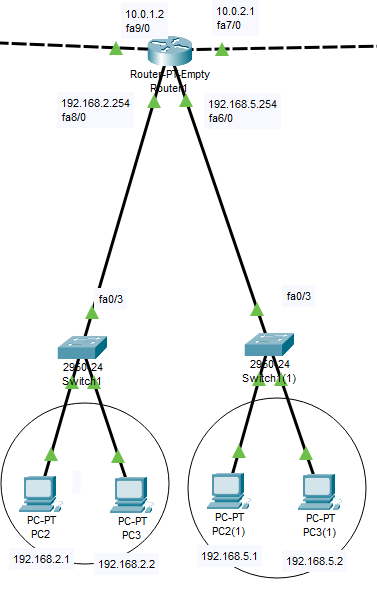 10.0.1.2
fa9/0
10.0.2.1
fa7/0
Router-PT-Empty
Router1
192.168.2.254
fa8/0
192.168.5.254
fa6/0
fa0/3
fa0/3
2950-24
Switch1
2950-24
Switch1(1)
PC-PT
PC2
PC-PT
PC3
PC-PT
PC2(1)
PC-PT
PC3(1)
192.168.2.1
192.168.2.2
192.168.5.1
192.168.5.2